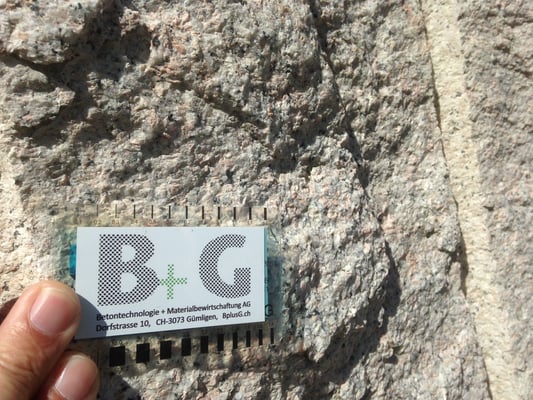 B+G
Betontechnologie + Materialbewirtschaftung AG
Dorfstrasse 10, CH-3073 Gümligen, BplusG.ch